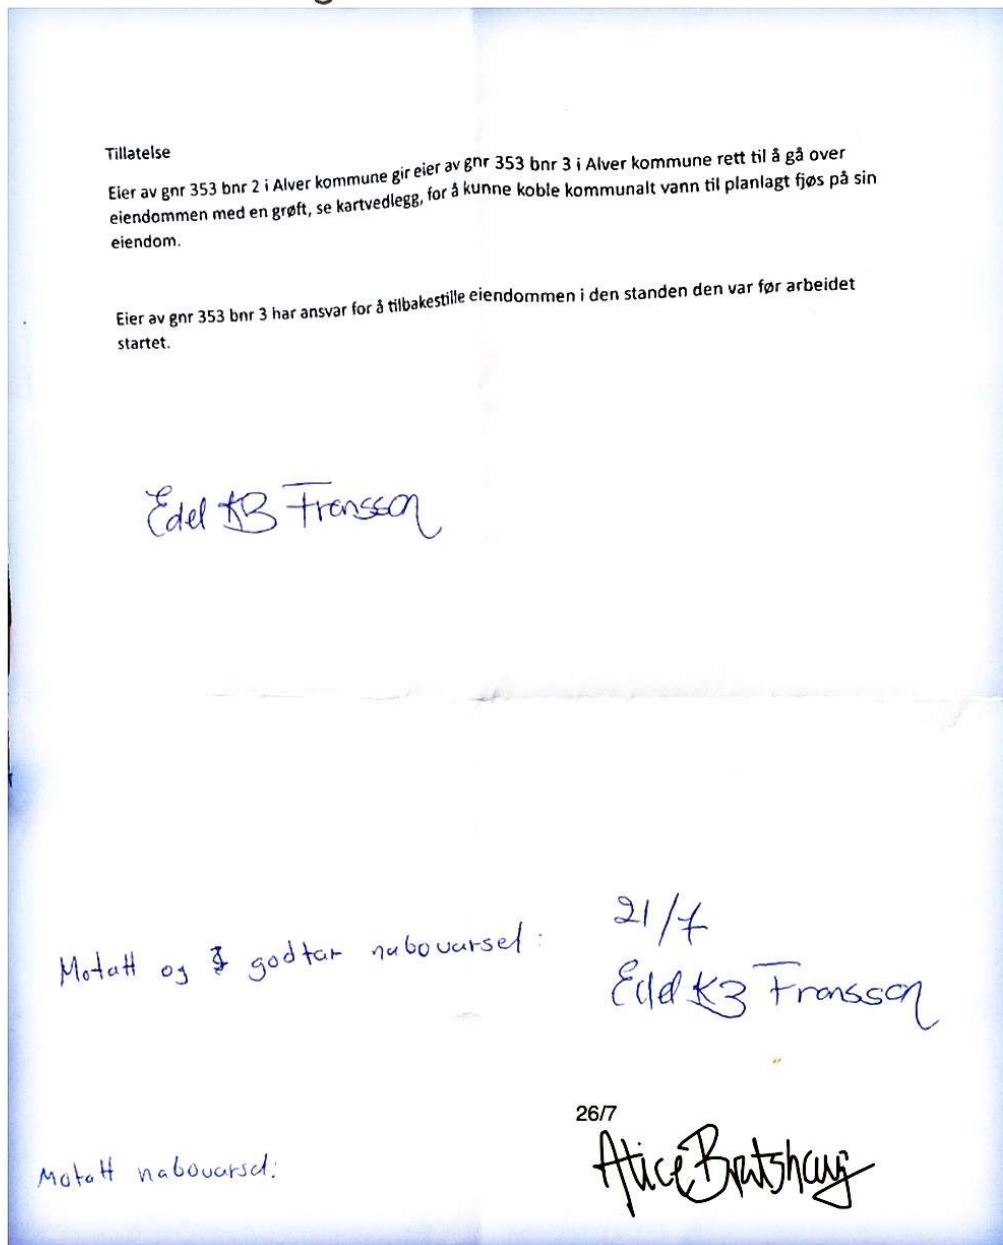 Tillatelse
Eier av gnr 353 bnr 2 i Alver kommune gir eier av gnr 353 bnr 3 i Alver kommune rett til å gå over
eiendommen med en grøft, se kartvedlegg, for å kunne koble kommunalt vann til planlagt fjøs på sin
eiendom.
Eier av gnr 353 bnr 3 har ansvar for å tilbakestille eiendommen i den standen den var før arbeidet
startet.
Edel KB Fransson
21/7
Motatt og godtar nabovarsel:
Edel KB Fransson
26/7
Motatt nabovarsel:
Alice Bratshaug